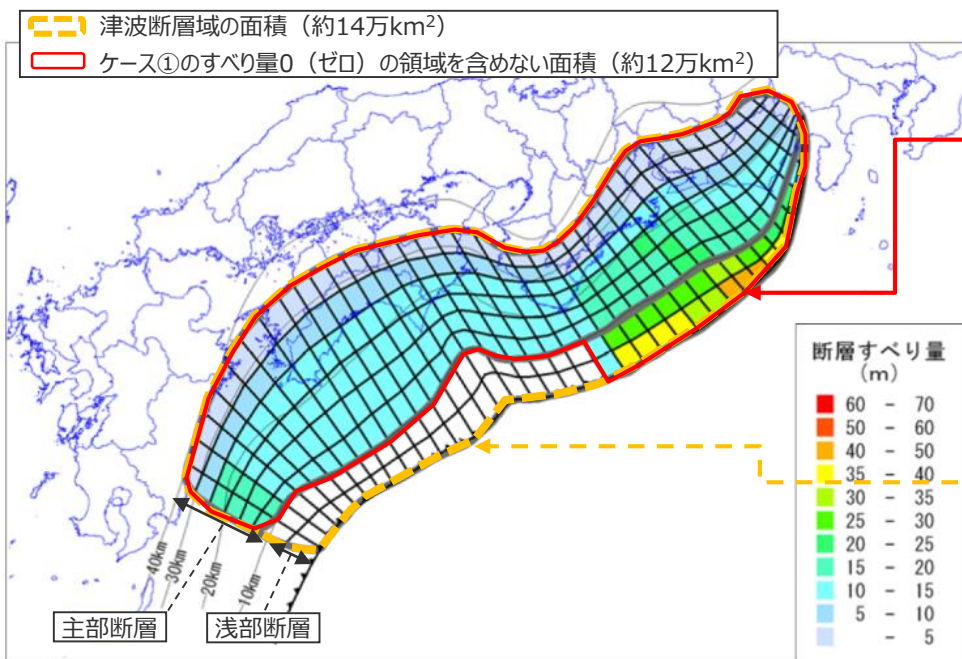 津波断層域の面積（約14万km²）
ケース①のすべり量0（ゼロ）の領域を含めない面積（約12万km²）
断層すべり量
（m）
60 － 70
50 － 60
40 － 50
35 － 40
30 － 35
25 － 30
20 － 25
15 － 20
10 － 15
5 － 10
－ 5
40km
30km
20km
10km
主部断層
浅部断層